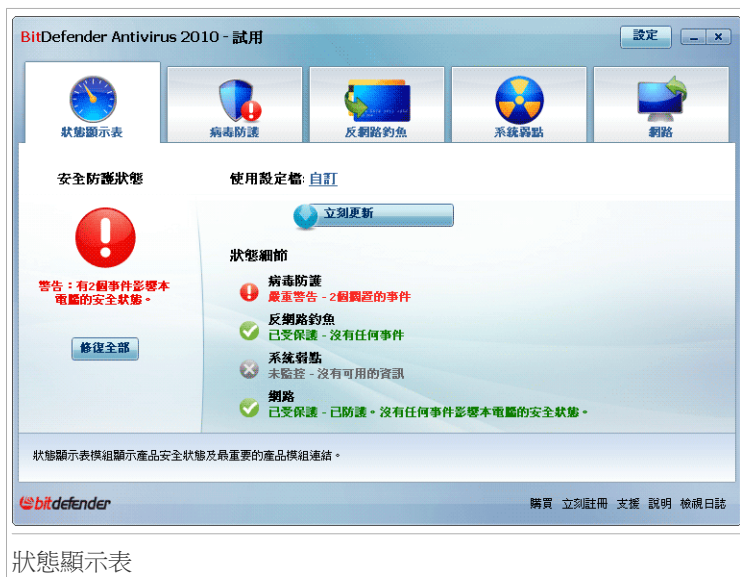 BitDefender Antivirus 2010 - 試用
設定
狀態顯示表
病毒防護
反網路釣魚
系統弱點
網路
安全防護狀態
警告：有2個事件影響本
電腦的安全狀態。
修復全部
使用設定檔: 自訂
立刻更新
狀態細節
病毒防護
嚴重警告 - 2個擱置的事件
反網路釣魚
已受保護 - 沒有任何事件
系統弱點
未監控 - 沒有可用的資訊
網路
已受保護 - 已防護。沒有任何事件影響本電腦的安全狀態。
狀態顯示表模組顯示產品安全狀態及最重要的產品模組連結。
bitdefender
購買 立刻註冊 支援 說明 檢視日誌
狀態顯示表